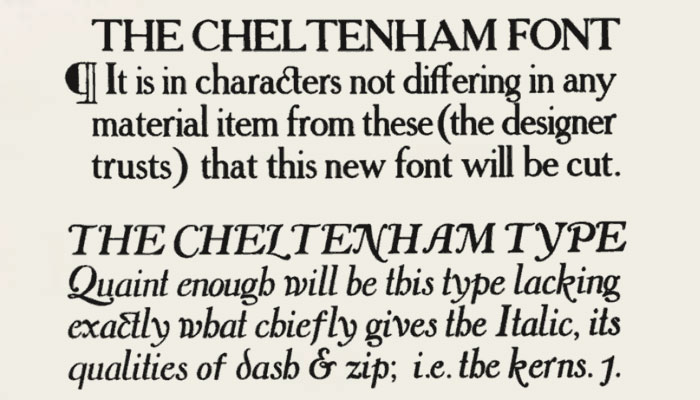 THE CHELTENHAM FONT
¶ It is in characters not differing in any
material item from these (the designer
trusts) that this new font will be cut.
THE CHELTENHAM TYPE
Quaint enough will be this type lacking
exactly what chiefly gives the Italic, its
qualities of dash & zip; i.e. the kerns. J.